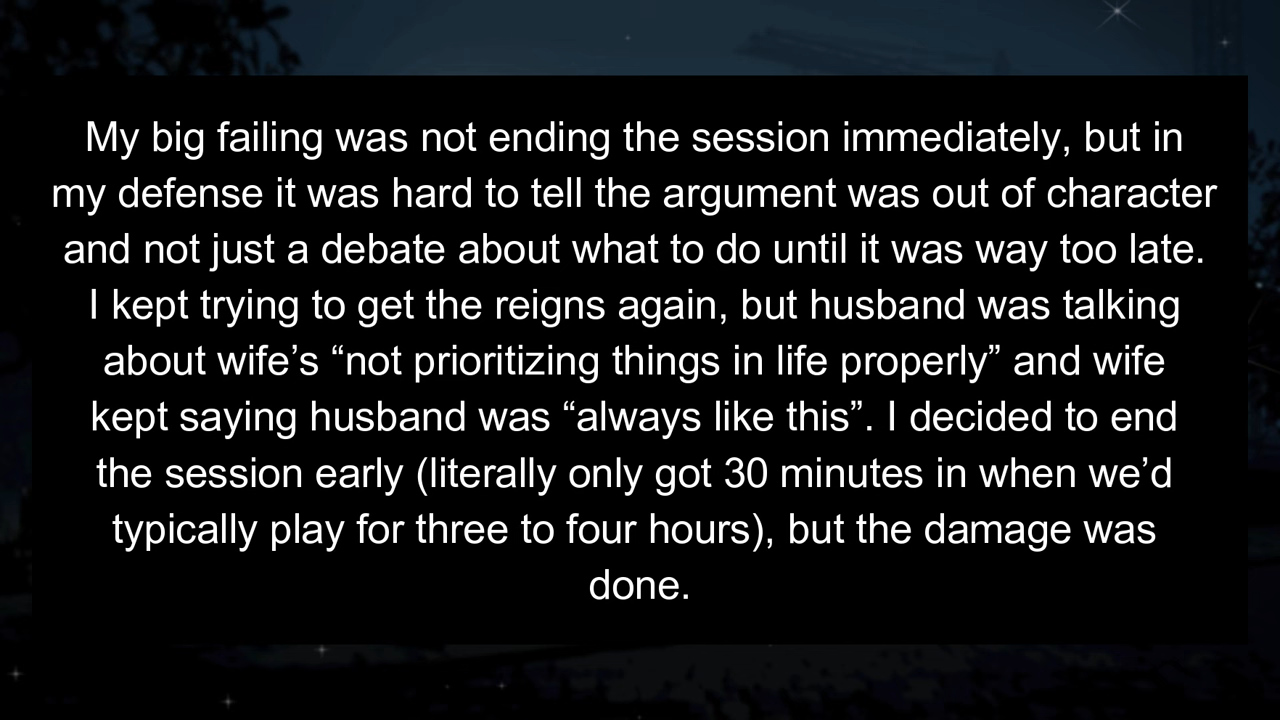 My big failing was not ending the session immediately, but in
my defense it was hard to tell the argument was out of character
and not just a debate about what to do until it was way too late.
I kept trying to get the reigns again, but husband was talking
about wife’s “not prioritizing things in life properly” and wife
kept saying husband was “always like this”. I decided to end
the session early (literally only got 30 minutes in when we’d
typically play for three to four hours), but the damage was
done.